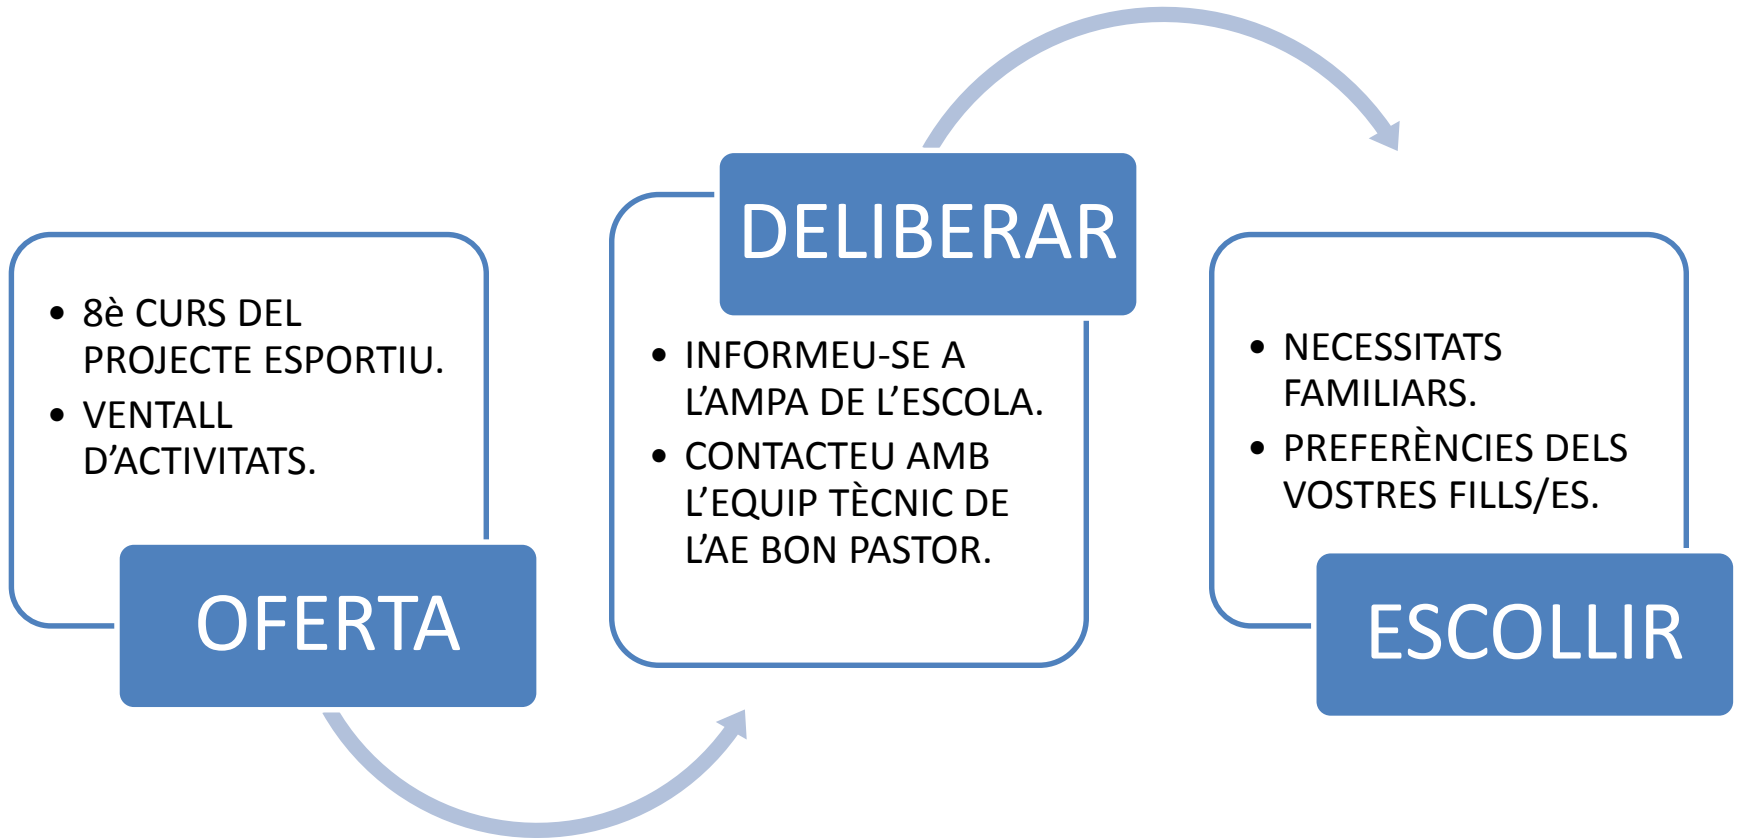 • 8è CURS DEL
PROJECTE ESPORTIU.
• VENTALL
D’ACTIVITATS.
OFERTA
DELIBERAR
• INFORMEU-SE A
L’AMPA DE L’ESCOLA.
• CONTACTEU AMB
L’EQUIP TÈCNIC DE
L’AE BON PASTOR.
• NECESSITATS
FAMILIARS.
• PREFERÈNCIES DELS
VOSTRES FILLS/ES.
ESCOLLIR